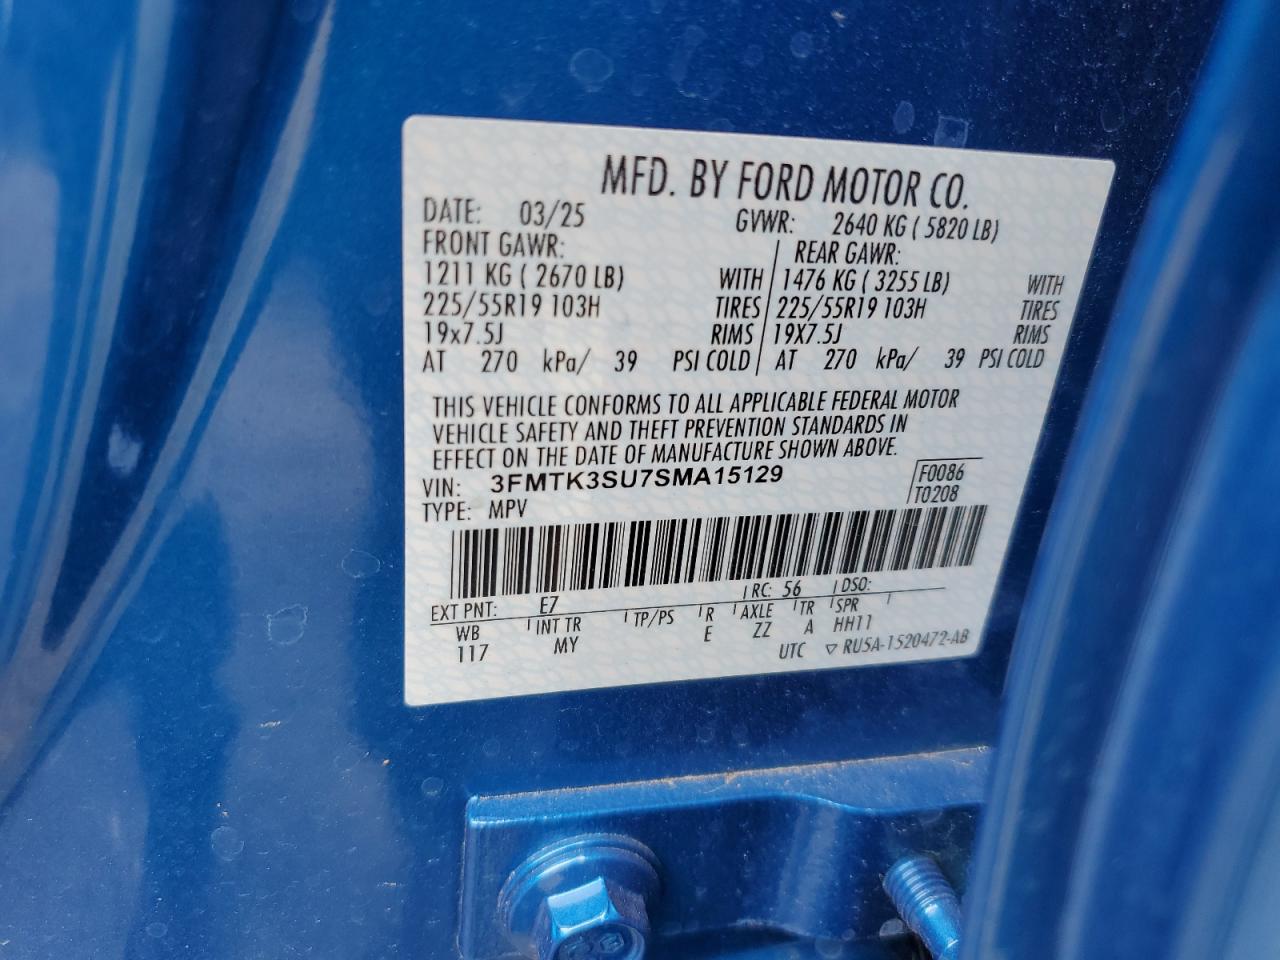 MFD. BY FORD MOTOR CO.
DATE: 03/25 GVWR: 2640 KG ( 5820 LB)
FRONT GAWR: REAR GAWR:
1211 KG ( 2670 LB) WITH 1476 KG ( 3255 LB) WITH
225/55R19 103H TIRES 225/55R19 103H TIRES
19x7.5J RIMS 19X7.5J RIMS
AT 270 kPa/ 39 PSI COLD AT 270 kPa/ 39 PSI COLD
THIS VEHICLE CONFORMS TO ALL APPLICABLE FEDERAL MOTOR
VEHICLE SAFETY AND THEFT PREVENTION STANDARDS IN
EFFECT ON THE DATE OF MANUFACTURE SHOWN ABOVE.
VIN: 3FMTK3SU7SMA15129 F0086
TYPE: MPV T0208
EXT PNT: E7 RC: 56 DSO:
WB INT TR TP/PS R AXLE TR SPR
117 MY E ZZ A HH11
UTC ▽ RU5A-1520472-AB